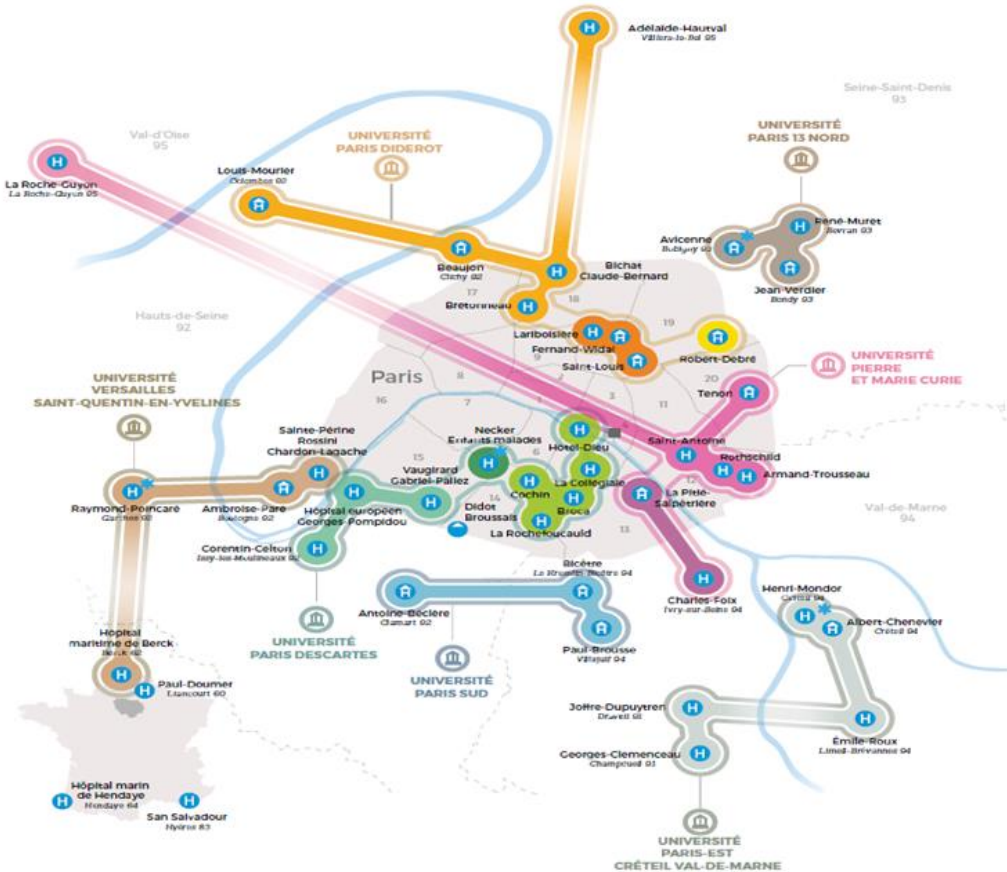 Adélaïde-Hautval
Villiers-le-Bel 95
Seine-Saint-Denis
93
Val-d'Oise
95
UNIVERSITÉ
PARIS DIDEROT
UNIVERSITÉ
PARIS 13 NORD
La Roche-Guyon
La Roche-Guyon 95
Louis-Mourier
Colombes 92
René-Muret
Sevran 93
Avicenne
Bobigny 93
Beaujon
Clichy 92
Bichat
Claude-Bernard
Jean-Verdier
Bondy 93
17
18
Bretonneau
Hauts-de-Seine
92
19
Lariboisière
Fernand-Widal
Saint-Louis
Robert-Debré
9
8
Paris
UNIVERSITÉ
PIERRE
ET MARIE CURIE
UNIVERSITÉ
VERSAILLES
SAINT-QUENTIN-EN-YVELINES
20
Tenon
16
7
1
3
11
Sainte-Périne
Rossini
Chardon-Lagache
Necker
Enfants malades
Hôtel-Dieu
Saint-Antoine
Rothschild
Armand-Trousseau
15
6
12
Vaugirard
Gabriel-Pallez
La Collégiale
Cochin
Broca
La Pitié-
Salpêtrière
Raymond-Poincaré
Garches 92
Ambroise-Paré
Boulogne 92
Hôpital européen
Georges-Pompidou
14
Didot
Broussais
La Rochefoucauld
13
Val-de-Marne
94
Corentin-Celton
Issy-les-Moulineaux 92
Bicêtre
Le Kremlin-Bicêtre 94
Antoine-Béclère
Clamart 92
Charles-Foix
Ivry-sur-Seine 94
Henri-Mondor
Créteil 94
Albert-Chenevier
Créteil 94
UNIVERSITÉ
PARIS DESCARTES
Paul-Brousse
Villejuif 94
Hôpital
maritime de Berck
Berck 62
UNIVERSITÉ
PARIS SUD
Paul-Doumer
Liancourt 60
Joffre-Dupuytren
Draveil 91
Émile-Roux
Limeil-Brévannes 94
Georges-Clemenceau
Champcueil 91
Hôpital marin
de Hendaye
Hendaye 64
San Salvadour
Hyères 83
UNIVERSITÉ
PARIS-EST
CRÉTEIL VAL-DE-MARNE